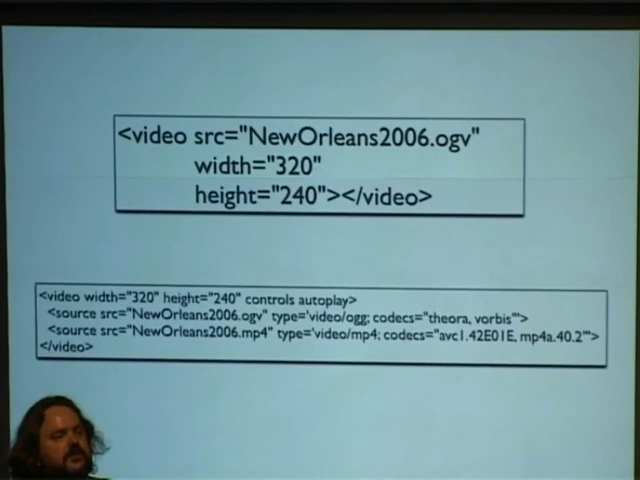 <video src="NewOrleans2006.ogv"
width="320"
height="240"></video>
<video width="320" height="240" controls autoplay>
<source src="NewOrleans2006.ogv" type='video/ogg; codecs="theora, vorbis"'>
<source src="NewOrleans2006.mp4" type='video/mp4; codecs="avc1.42E01E, mp4a.40.2"'>
</video>